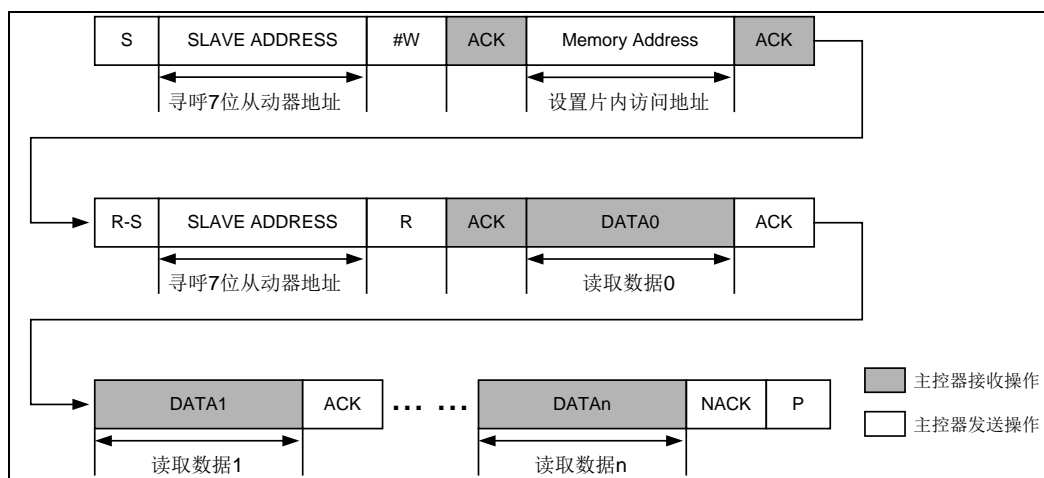 S SLAVE ADDRESS #W ACK Memory Address ACK
寻呼7位从动器地址 设置片内访问地址
R-S SLAVE ADDRESS R ACK DATA0 ACK
寻呼7位从动器地址 读取数据0
DATA1 ACK ... ... DATAn NACK P
读取数据1 读取数据n
主控器接收操作
主控器发送操作